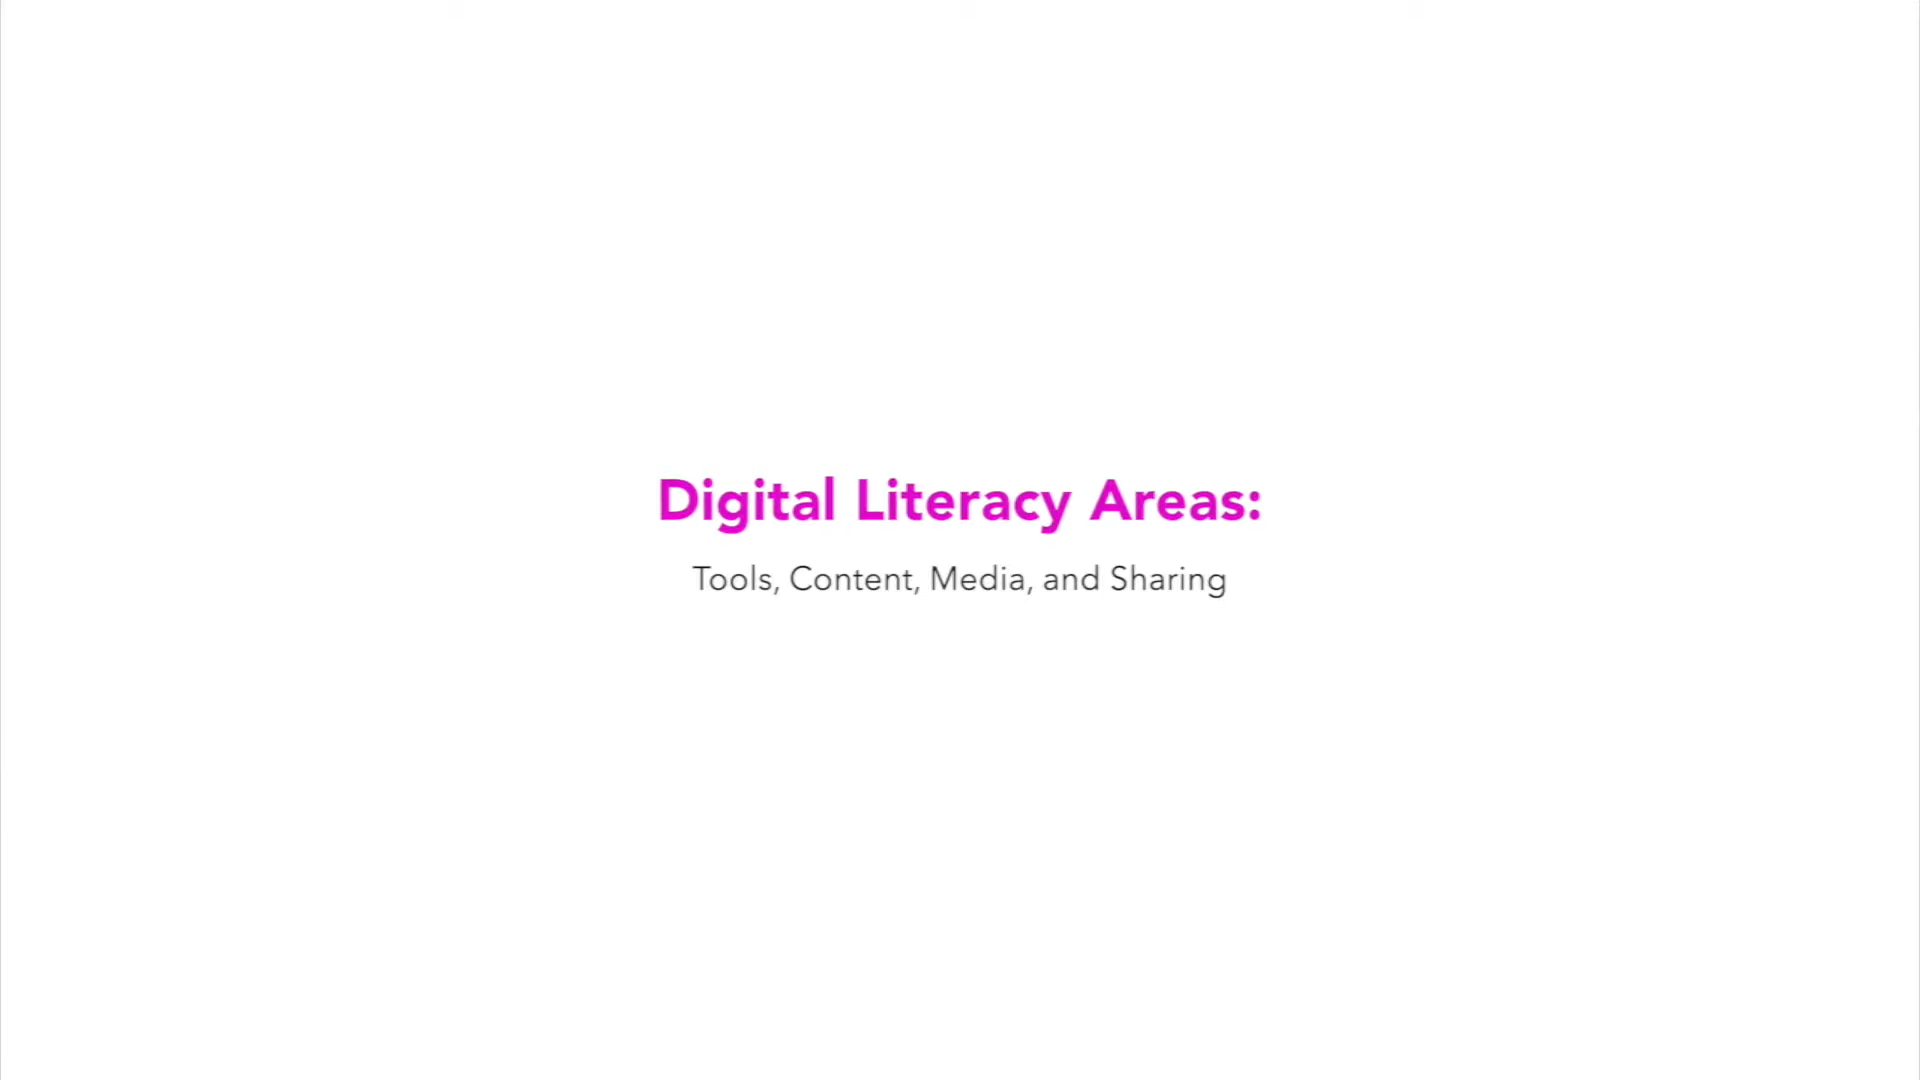 Digital Literacy Areas:
Tools, Content, Media, and Sharing